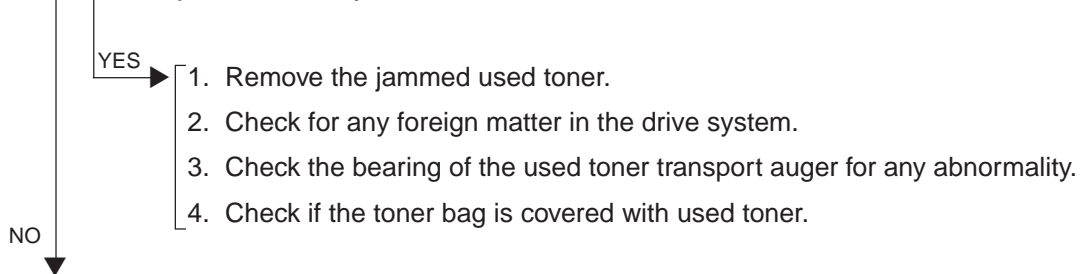 YES
1. Remove the jammed used toner.
2. Check for any foreign matter in the drive system.
3. Check the bearing of the used toner transport auger for any abnormality.
4. Check if the toner bag is covered with used toner.
NO